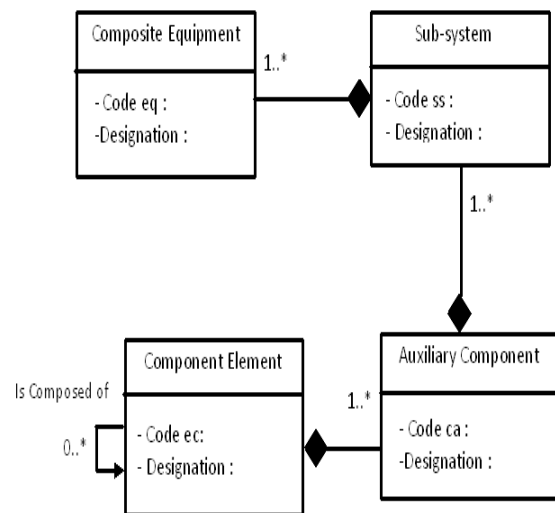 Composite Equipment
- Code eq :
-Designation :
1..*
Sub-system
- Code ss :
- Designation :
1..*
Component Element
- Code ec:
- Designation :
Is Composed of
0..*
1..*
Auxiliary Component
- Code ca :
-Designation :